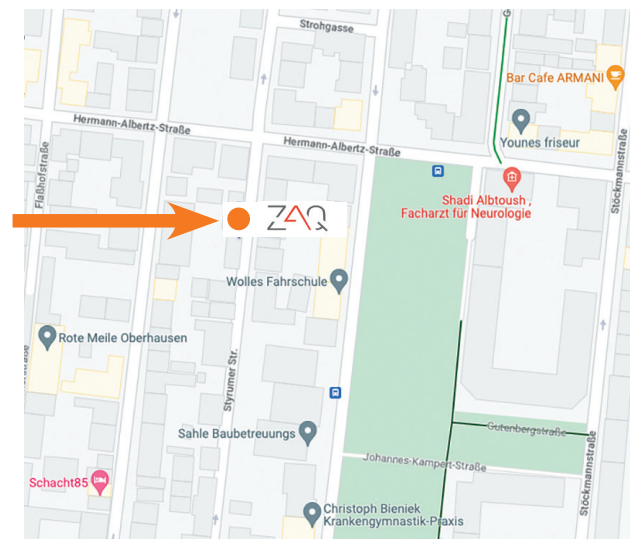 Strohgasse
Bar Cafe ARMANI
Hermann-Albertz-Straße
Hermann-Albertz-Straße
Younes friseur
Flaßhofstraße
Stöckmannstraße
Shadi Albtoush ,
Facharzt für Neurologie
ZAQ
Wolles Fahrschule
Rote Meile Oberhausen
Styrumer Str.
Sahle Baubetreuungs
Gutenbergstraße
Johannes-Kampert-Straße
Stöckmannstraße
Schacht85
Christoph Bieniek
Krankengymnastik-Praxis